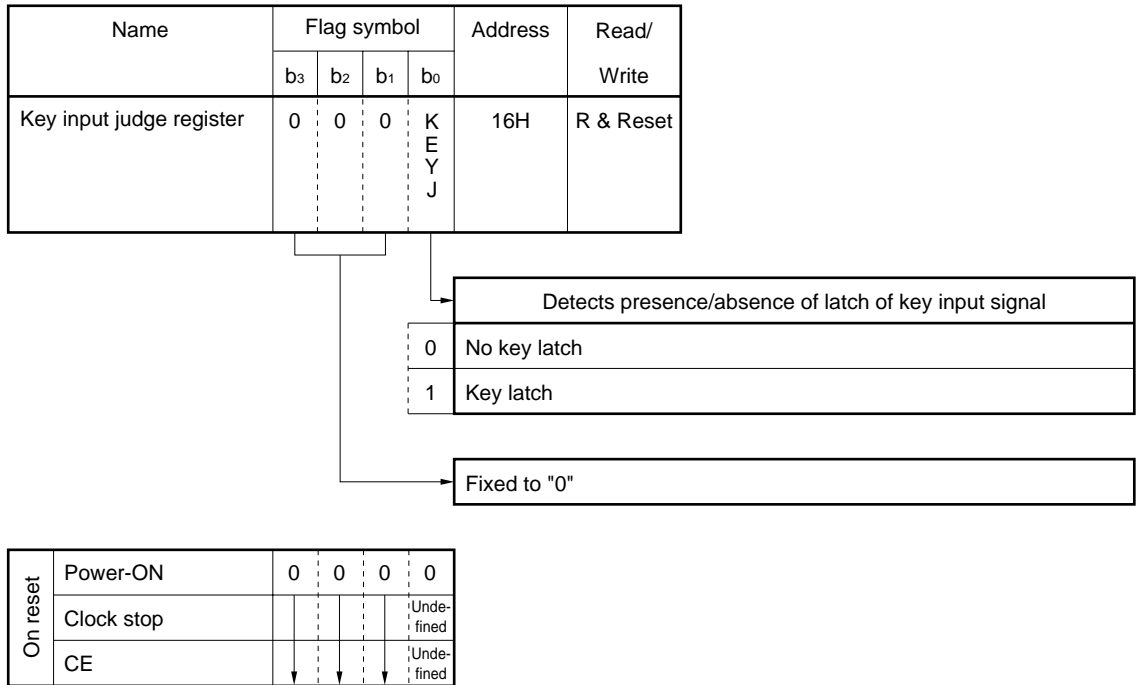 Name Flag symbol Address Read/
b3 b2 b1 b0 Write
Key input judge register 0 0 0 K 16H R & Reset
E
Y
J
Detects presence/absence of latch of key input signal
0 No key latch
1 Key latch
Fixed to "0"
On reset
Power-ON 0 0 0 0
Clock stop Unde-
fined
CE Unde-
fined